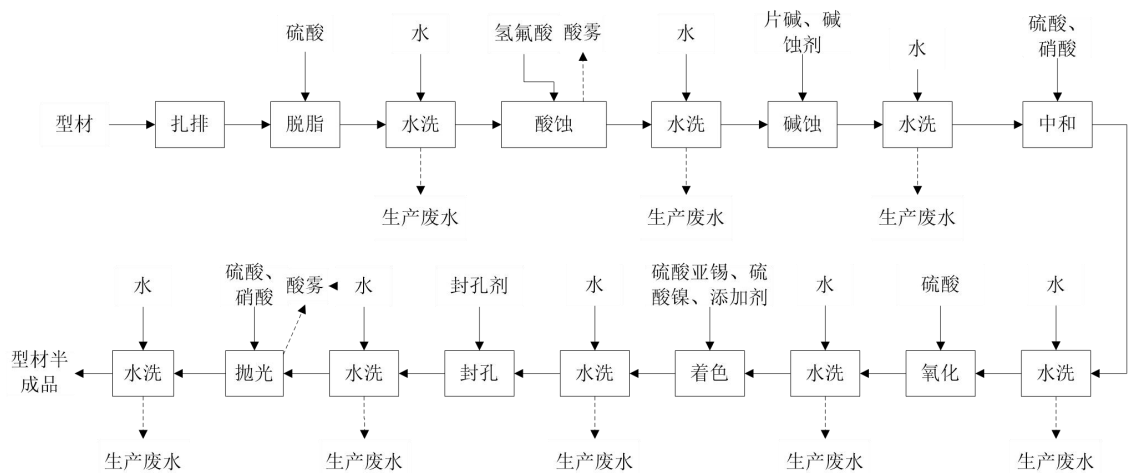 硫酸
水
氢氟酸
酸雾
水
片碱、碱
蚀剂
水
硫酸、
硝酸
型材
扎排
脱脂
水洗
酸蚀
水洗
碱蚀
水洗
中和
生产废水
生产废水
生产废水
水
硫酸、
硝酸
酸雾
水
封孔剂
水
硫酸亚锡、硫
酸镍、添加剂
水
硫酸
水
型材半
成品
水洗
抛光
水洗
封孔
水洗
着色
水洗
氧化
水洗
生产废水
生产废水
生产废水
生产废水
生产废水